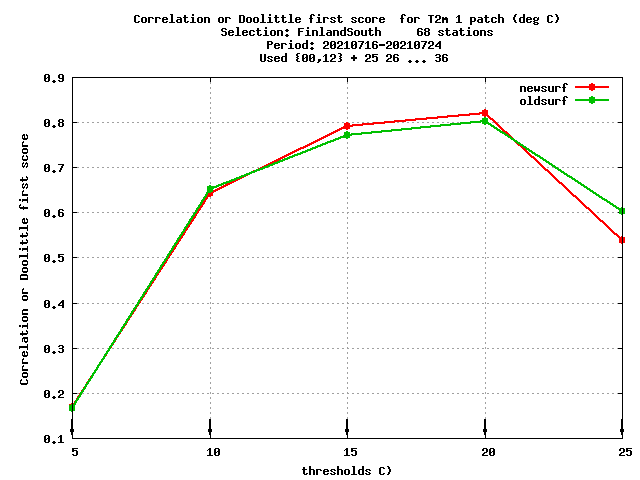 Correlation or Doolittle first score  for T2m 1 patch (deg C)
Selection: FinlandSouth     68 stations
Period: 20210716-20210724
Used {00,12} + 25 26 ... 36
newsurf
oldsurf
Correlation or Doolittle first score
0.9
0.8
0.7
0.6
0.5
0.4
0.3
0.2
0.1
5 10 15 20 25
thresholds C)